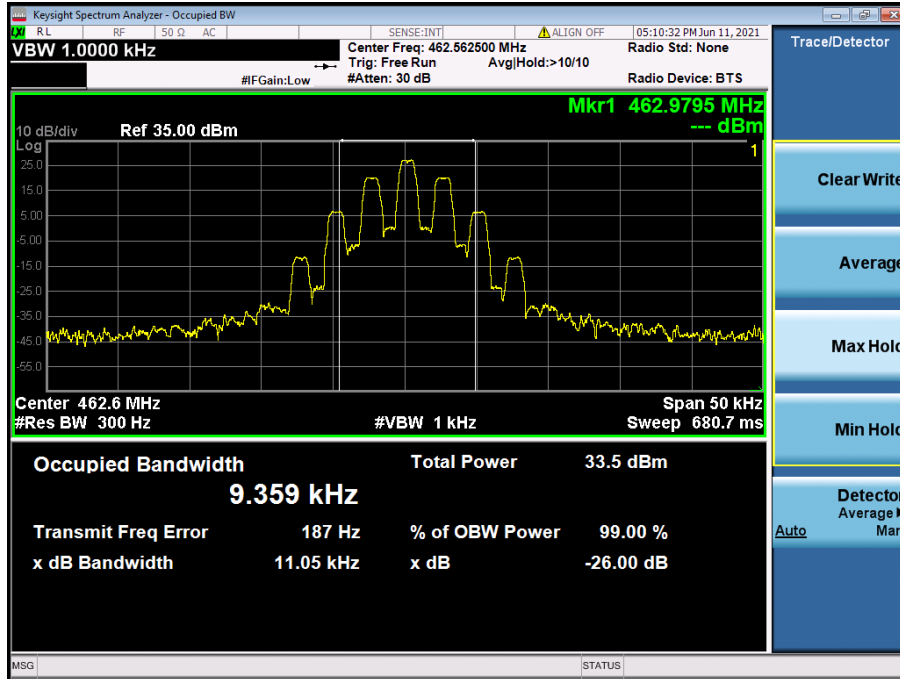 Keysight Spectrum Analyzer - Occupied BW
LXI RL RF 50 Ω AC SENSE:INT ALIGN OFF 05:10:32 PM Jun 11, 2021
VBW 1.0000 kHz
Center Freq: 462.562500 MHz
Radio Std: None
Trig: Free Run Avg|Hold:>10/10
#IFGain:Low #Atten: 30 dB Radio Device: BTS
Mkr1 462.9795 MHz
--- dBm
10 dB/div Ref 35.00 dBm
Log
1
25.0
15.0
5.00
-5.00
-15.0
-25.0
-35.0
-45.0
-55.0
Center 462.6 MHz Span 50 kHz
#Res BW 300 Hz #VBW 1 kHz Sweep 680.7 ms
Occupied Bandwidth Total Power 33.5 dBm
9.359 kHz
Transmit Freq Error 187 Hz % of OBW Power 99.00 %
x dB Bandwidth 11.05 kHz x dB -26.00 dB
MSG STATUS
Trace/Detector
Clear Write
Average
Max Hold
Min Hold
Detector
Average
Auto Man